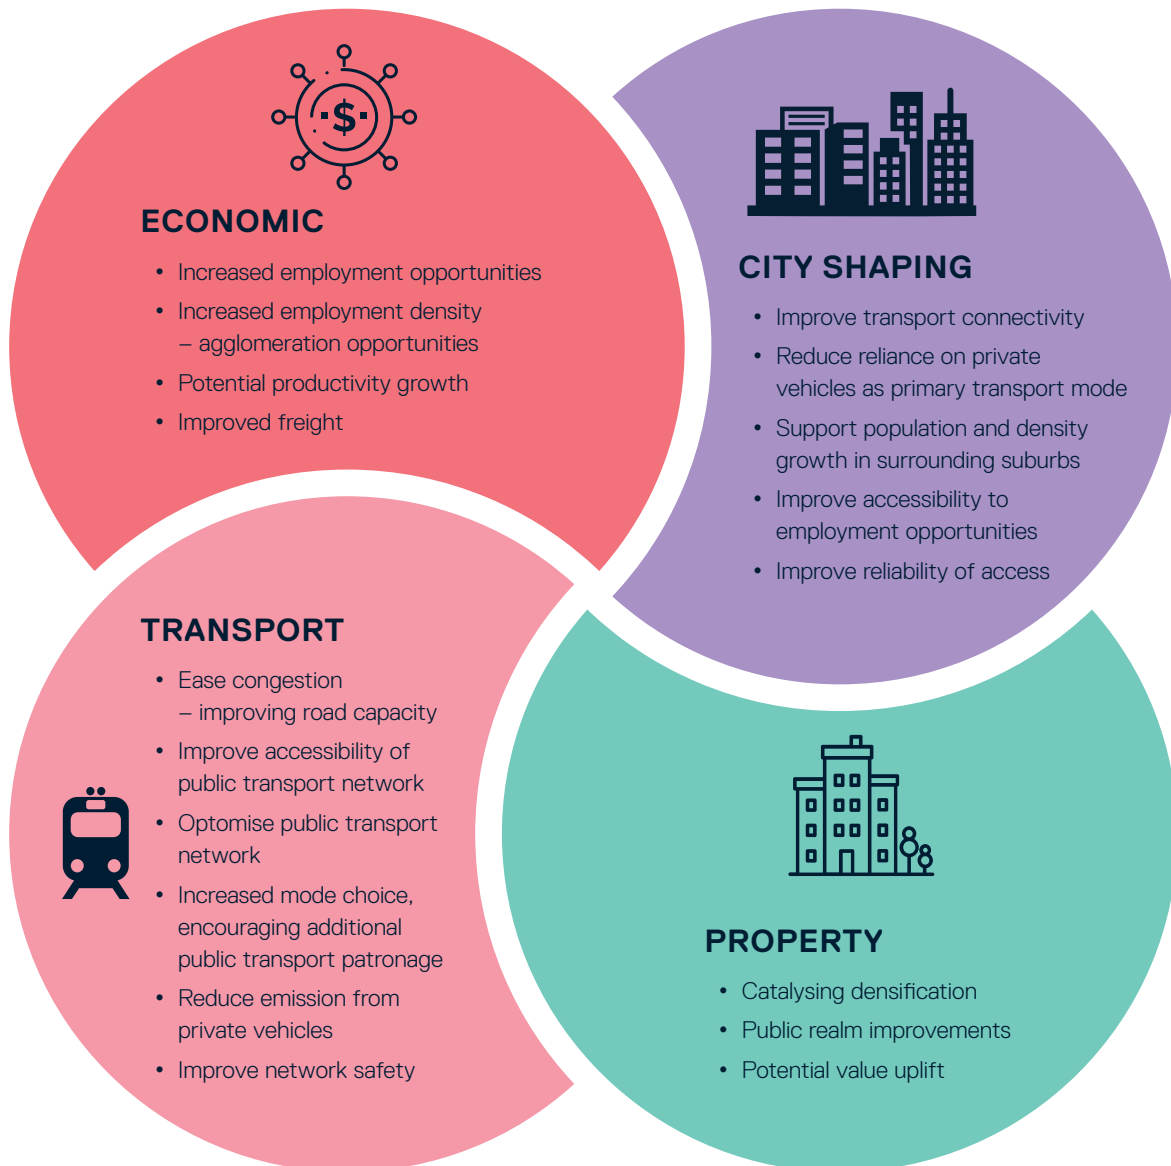 $
ECONOMIC
• Increased employment opportunities
• Increased employment density
– agglomeration opportunities
• Potential productivity growth
• Improved freight
CITY SHAPING
• Improve transport connectivity
• Reduce reliance on private
vehicles as primary transport mode
• Support population and density
growth in surrounding suburbs
• Improve accessibility to
employment opportunities
• Improve reliability of access
TRANSPORT
• Ease congestion
– improving road capacity
• Improve accessibility of
public transport network
• Optomise public transport
network
• Increased mode choice,
encouraging additional
public transport patronage
• Reduce emission from
private vehicles
• Improve network safety
PROPERTY
• Catalysing densification
• Public realm improvements
• Potential value uplift